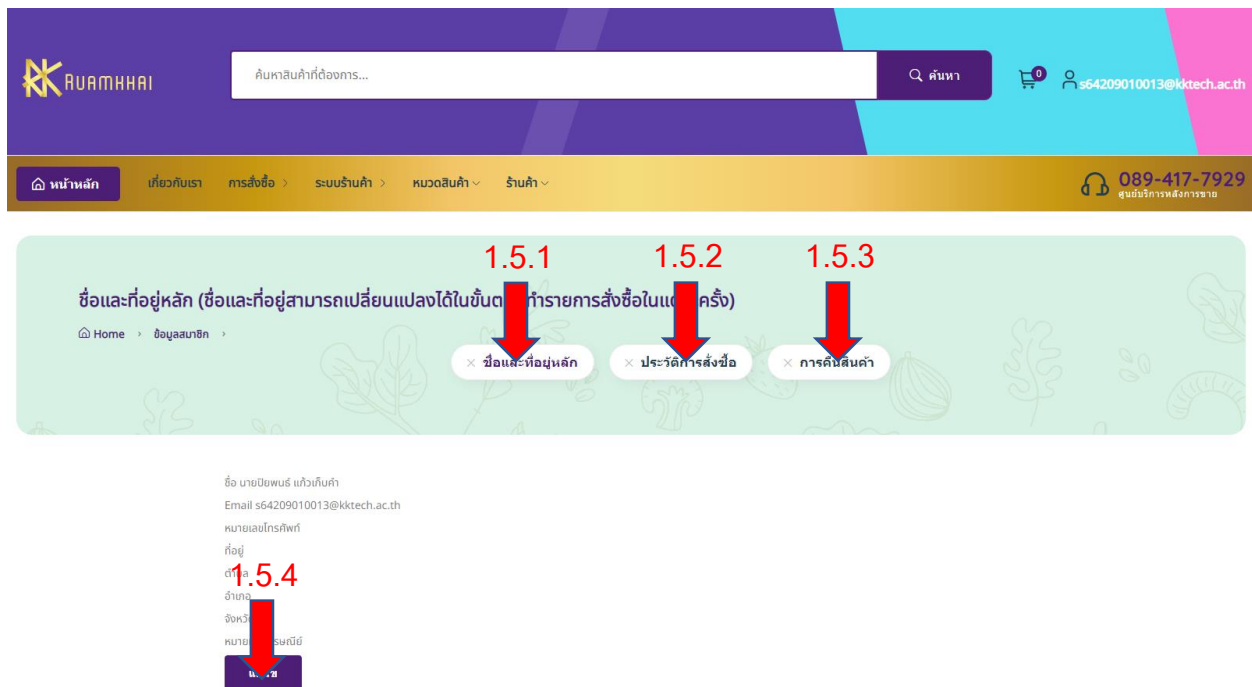 RUAMHHAI
ค้นหาสินค้าที่ต้องการ...
ค้นหา
0
s64209010013@kktech.ac.th
หน้าหลัก
เกี่ยวกับเรา
การสั่งซื้อ
ระบบร้านค้า
หมวดสินค้า
ร้านค้า
089-417-7929
ศูนย์บริการหลังการขาย
1.5.1
1.5.2
1.5.3
ชื่อและที่อยู่หลัก (ชื่อและที่อยู่สามารถเปลี่ยนแปลงได้ในขั้น ทำรายการสั่งซื้อใน ครั้ง)
Home > ข้อมูลสมาชิก >
× ชื่อและที่อยู่หลัก
× ประวัติการสั่งซื้อ
× การคืนสินค้า
ชื่อ นายปิยพนธ์ แก้วเก็บคำ
Email s64209010013@kktech.ac.th
หมายเลขโทรศัพท์
ที่อยู่
1.5.4
อำเภอ